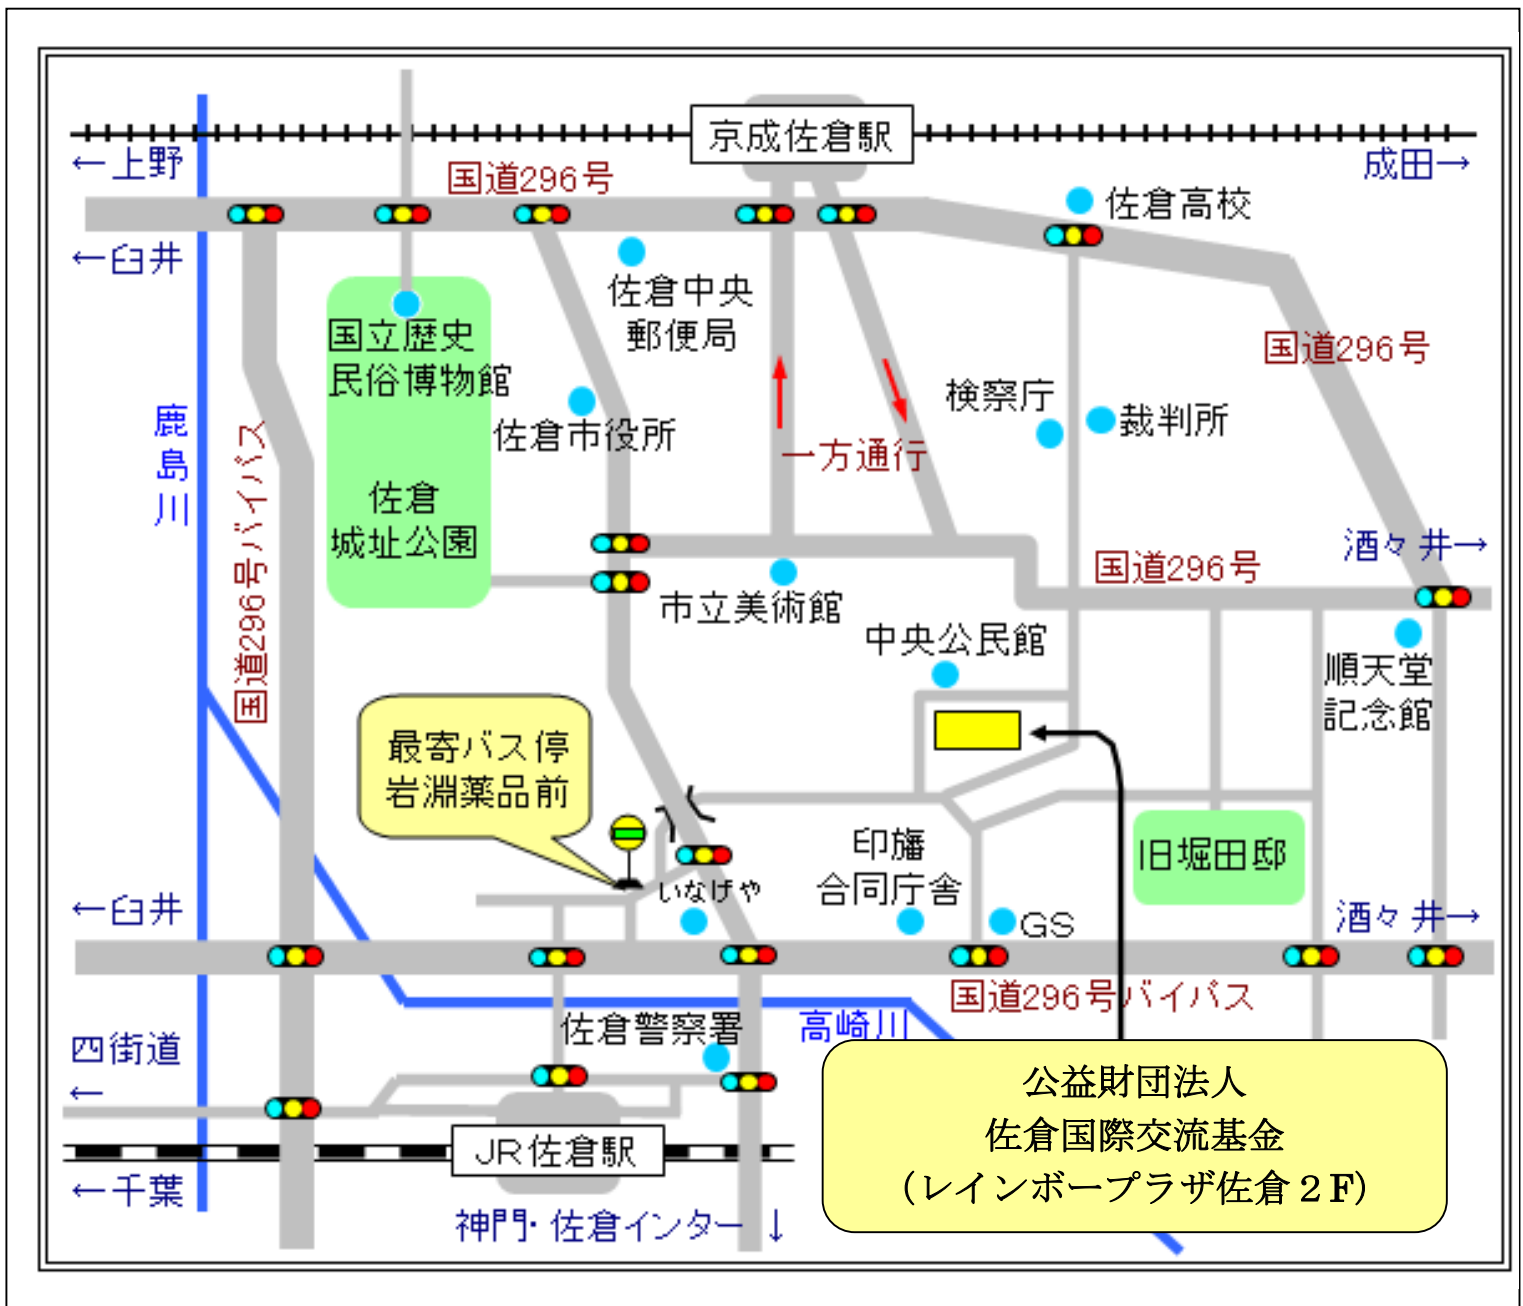 京成佐倉駅
←上野
国道296号
成田→
佐倉高校
←臼井
佐倉中央
郵便局
国立歴史
民俗博物館
国道296号
検察庁
裁判所
鹿島川
国道296号バイパス
佐倉市役所
一方通行
佐倉
城址公園
酒々井→
国道296号
市立美術館
中央公民館
順天堂
記念館
最寄バス停
岩淵薬品前
印旛
合同庁舎
旧堀田邸
いなげや
←臼井
GS
酒々井→
国道296号バイパス
佐倉警察署
高崎川
四街道
←
公益財団法人
佐倉国際交流基金
（レインボープラザ佐倉２F）
JR佐倉駅
←千葉
神門・佐倉インター ↓